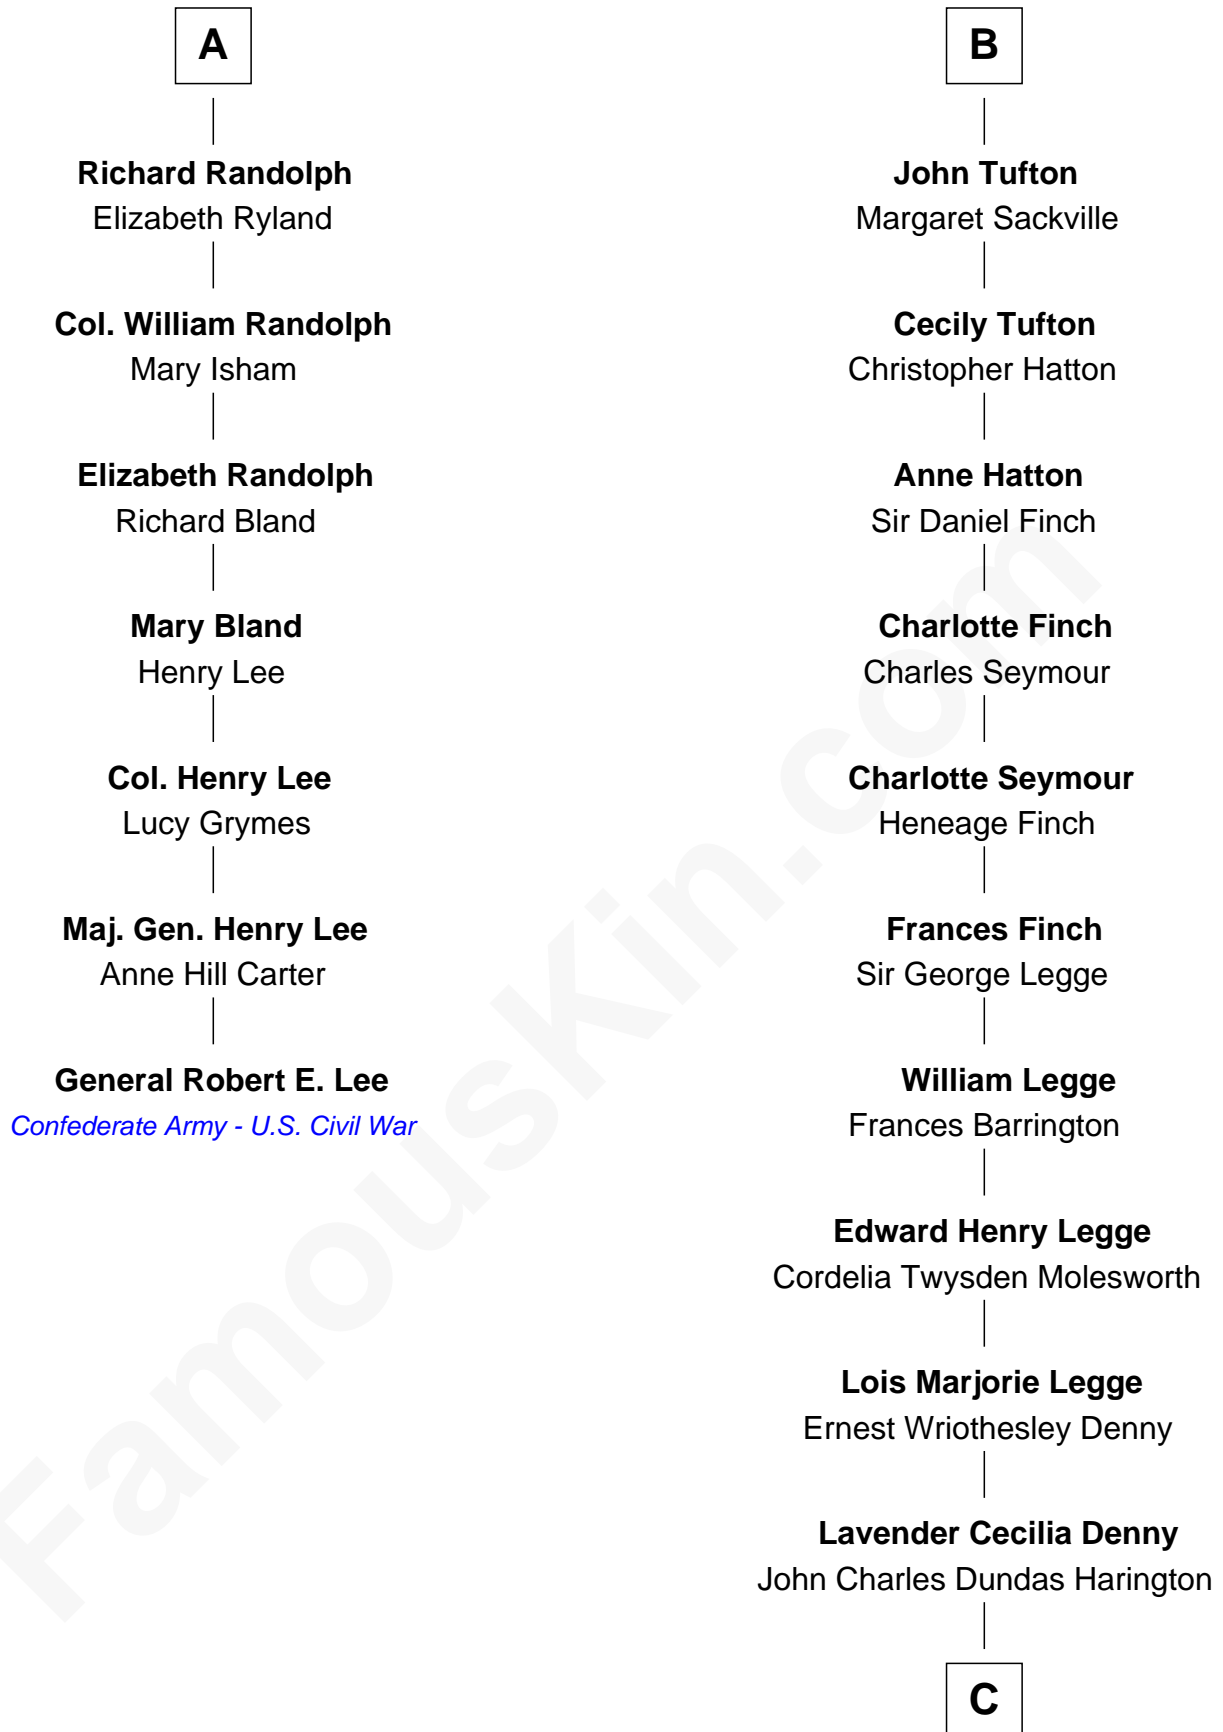 A
Richard Randolph
Elizabeth Ryland
Col. William Randolph
Mary Isham
Elizabeth Randolph
Richard Bland
Mary Bland
Henry Lee
Col. Henry Lee
Lucy Grymes
Maj. Gen. Henry Lee
Anne Hill Carter
General Robert E. Lee
Confederate Army - U.S. Civil War
B
John Tufton
Margaret Sackville
Cecily Tufton
Christopher Hatton
Anne Hatton
Sir Daniel Finch
Charlotte Finch
Charles Seymour
Charlotte Seymour
Heneage Finch
Frances Finch
Sir George Legge
William Legge
Frances Barrington
Edward Henry Legge
Cordelia Twysden Molesworth
Lois Marjorie Legge
Ernest Wriothesley Denny
Lavender Cecilia Denny
John Charles Dundas Harington
C
FamousKin.com